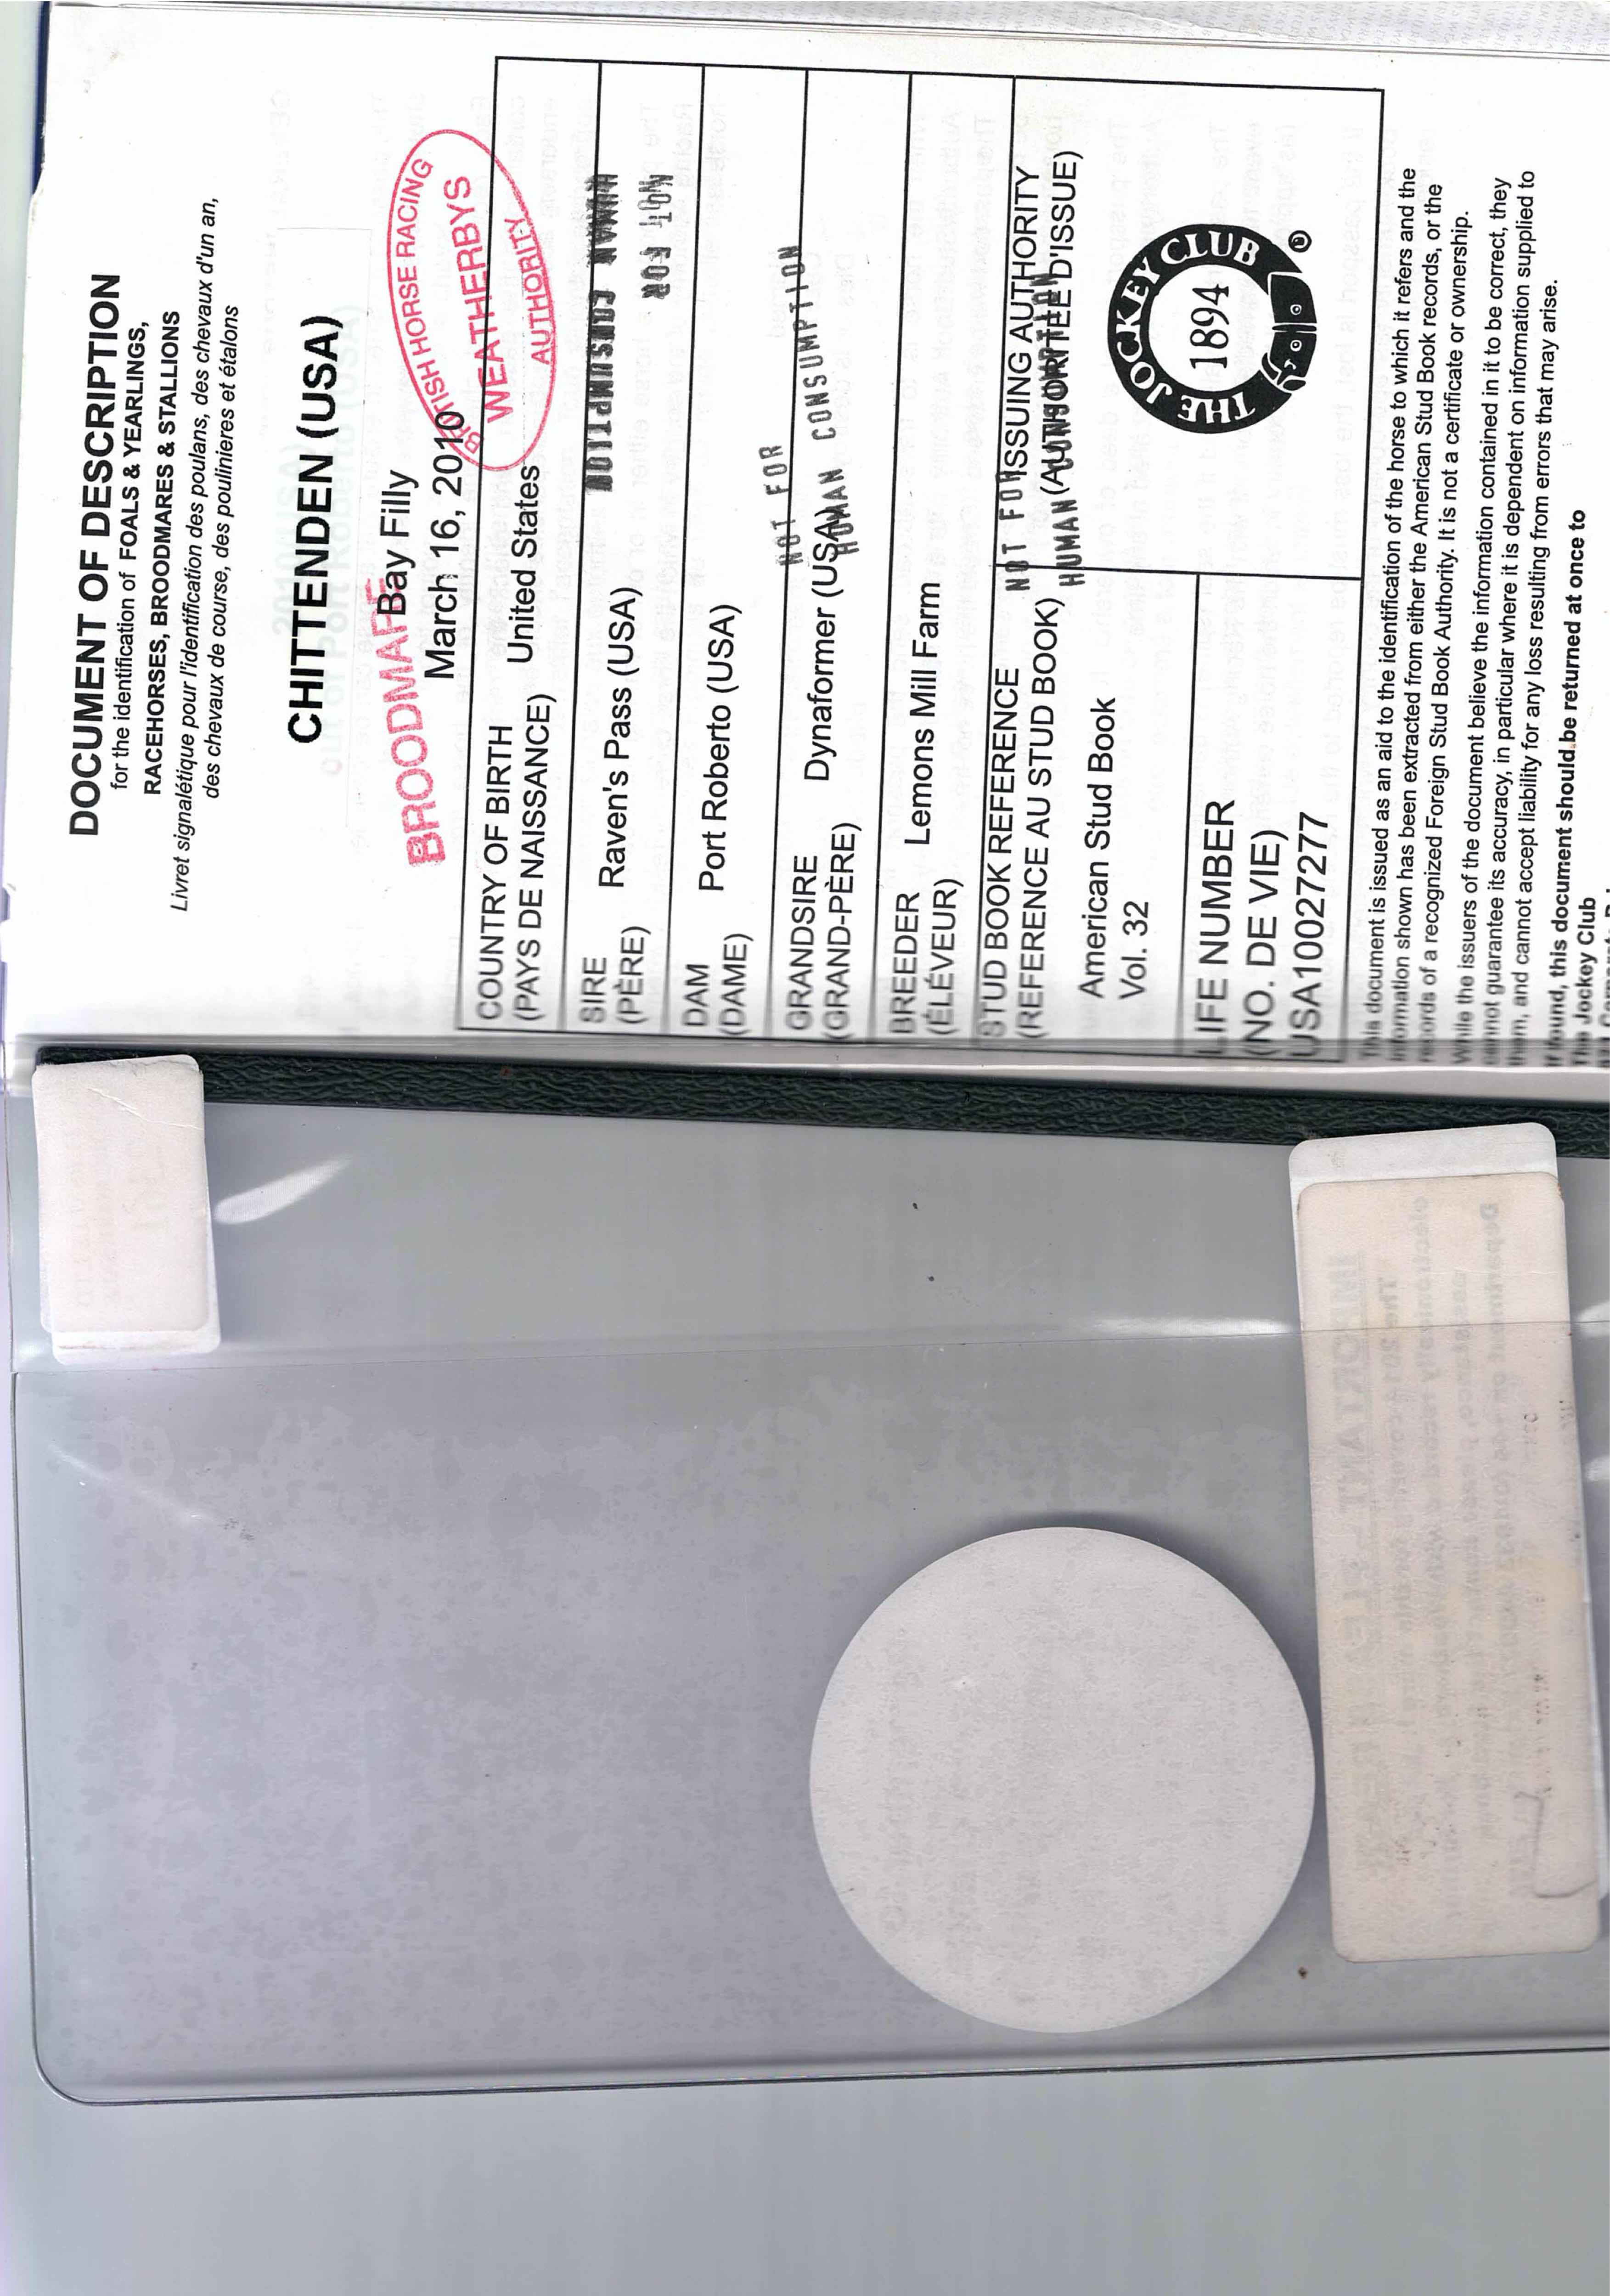 DOCUMENT OF DESCRIPTION
for the identification of FOALS & YEARLINGS,
RACEHORSES, BROODMARES & STALLIONS
Livret signalétique pour l'identification des poulans, des chevaux d'un an,
des chevaux de course, des poulinieres et étalons
CHITTENDEN (USA)
BROODMARE
Bay Filly
March 16, 2010
BRITISH HORSE RACING
WEATHERBYS
AUTHORITY
COUNTRY OF BIRTH
(PAYS DE NAISSANCE)
United States
SIRE
(PÈRE)
Raven's Pass (USA)
NOT FOR
HUMAN CONSUMPTION
DAM
(DAME)
Port Roberto (USA)
GRANDSIRE
(GRAND-PÈRE)
Dynaformer (USA)
NOT FOR
HUMAN CONSUMPTION
BREEDER
(ÉLÉVEUR)
Lemons Mill Farm
STUD BOOK REFERENCE
(REFERENCE AU STUD BOOK)
American Stud Book
Vol. 32
ISSUING AUTHORITY
(AUTHORITÉE D'ISSUE)
NOT FOR
HUMAN CONSUMPTION
THE JOCKEY CLUB
1894
®
LIFE NUMBER
(NO. DE VIE)
USA10027277
This document is issued as an aid to the identification of the horse to which it refers and the
information shown has been extracted from either the American Stud Book records, or the
records of a recognized Foreign Stud Book Authority. It is not a certificate or ownership.
While the issuers of the document believe the information contained in it to be correct, they
cannot guarantee its accuracy, in particular where it is dependent on information supplied to
them, and cannot accept liability for any loss resulting from errors that may arise.
If found, this document should be returned at once to
The Jockey Club